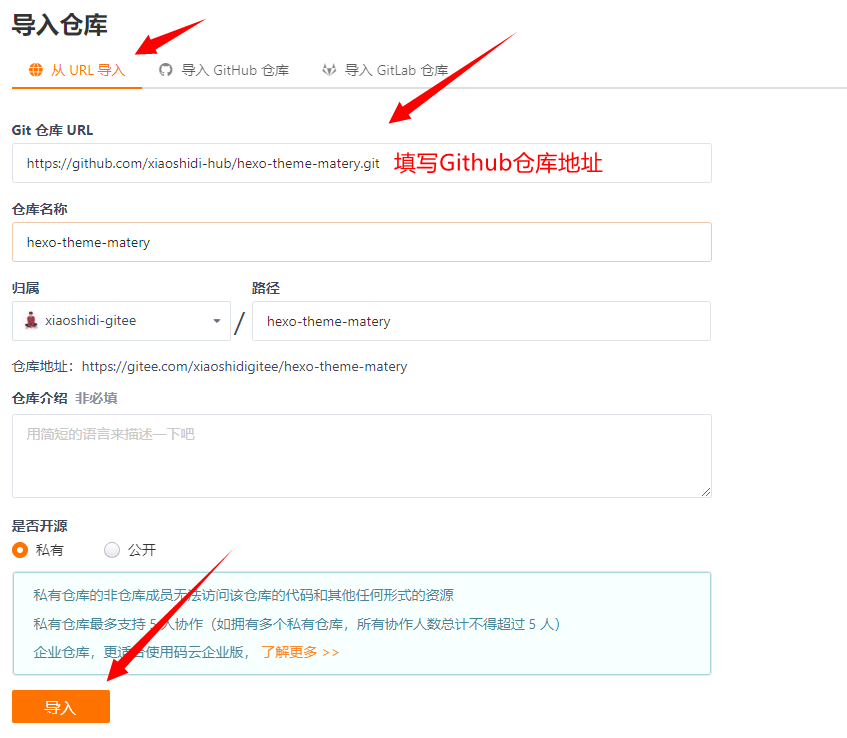 导入仓库
从 URL 导入 导入 GitHub 仓库 导入 GitLab 仓库
Git 仓库 URL
https://github.com/xiaoshidi-hub/hexo-theme-matery.git 填写Github仓库地址
仓库名称
hexo-theme-matery
归属 路径
xiaoshidi-gitee / hexo-theme-matery
仓库地址：https://gitee.com/xiaoshidigitee/hexo-theme-matery
仓库介绍 非必填
用简短的语言来描述一下吧
是否开源
私有 公开
私有仓库的非仓库成员无法访问该仓库的代码和其他任何形式的资源
私有仓库最多支持 5 人协作（如拥有多个私有仓库，所有协作人数总计不得超过 5 人）
企业仓库，更适合使用码云企业版， 了解更多 >>
导入